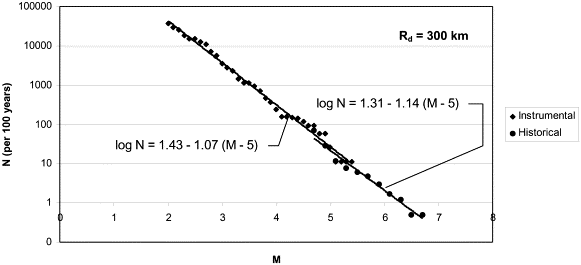 100000
10000
1000
100
10
1
0
0
1
2
3
4
5
6
7
8
N (per 100 years)
M
R_d = 300 km
log N = 1.31 - 1.14 (M - 5)
log N = 1.43 - 1.07 (M - 5)
Instrumental
Historical